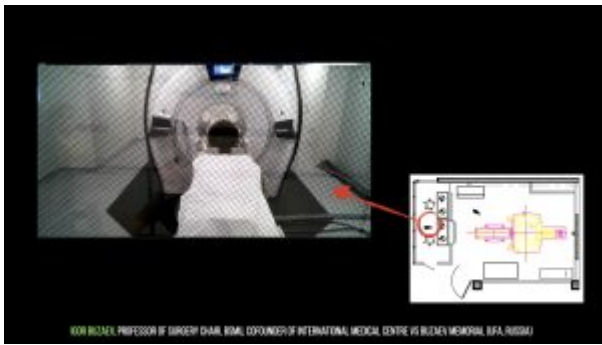 IGOR BUZAEV, PROFESSOR OF SURGERY CHAIR, BSMU, COFOUNDER OF INTERNATIONAL MEDICAL CENTRE VS BUZAEV MEMORIAL (UFA, RUSSIA)